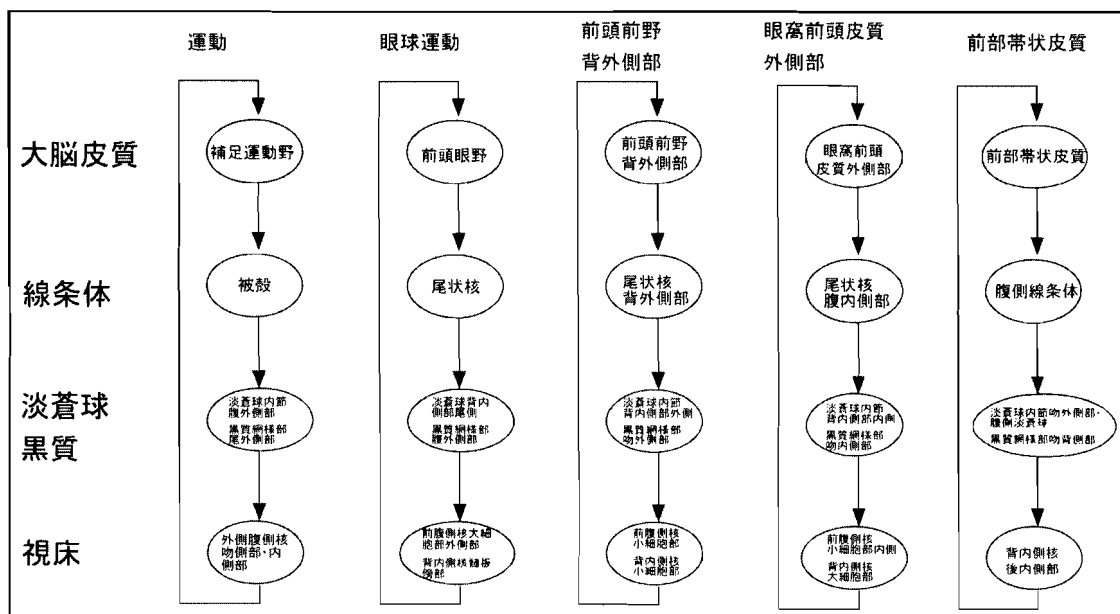 運動
眼球運動
前頭前野
背外側部
眼窩前頭皮質
外側部
前部帯状皮質
大脳皮質
補足運動野
前頭眼野
前頭前野
背外側部
眼窩前頭
皮質外側部
前部帯状皮質
線条体
被殻
尾状核
尾状核
背外側部
尾状核
腹内側部
腹側線条体
淡蒼球
黒質
淡蒼球内節
腹外側部
黒質網様部
尾外側部
淡蒼球背内
側部尾側
黒質網様部
腹外側部
淡蒼球内節
背内側部外側
黒質網様部
吻外側部
淡蒼球内節
背内側部内側
黒質網様部
吻内側部
淡蒼球内節吻外側部・
腹側淡蒼球
黒質網様部吻背側部
視床
外側腹側核
吻側部・内
側部
前腹側核大細
胞部外側部
背内側核髄板
傍部
前腹側核
小細胞部
背内側核
小細胞部
前腹側核
小細胞部内側
背内側核
大細胞部
背内側核
後内側部